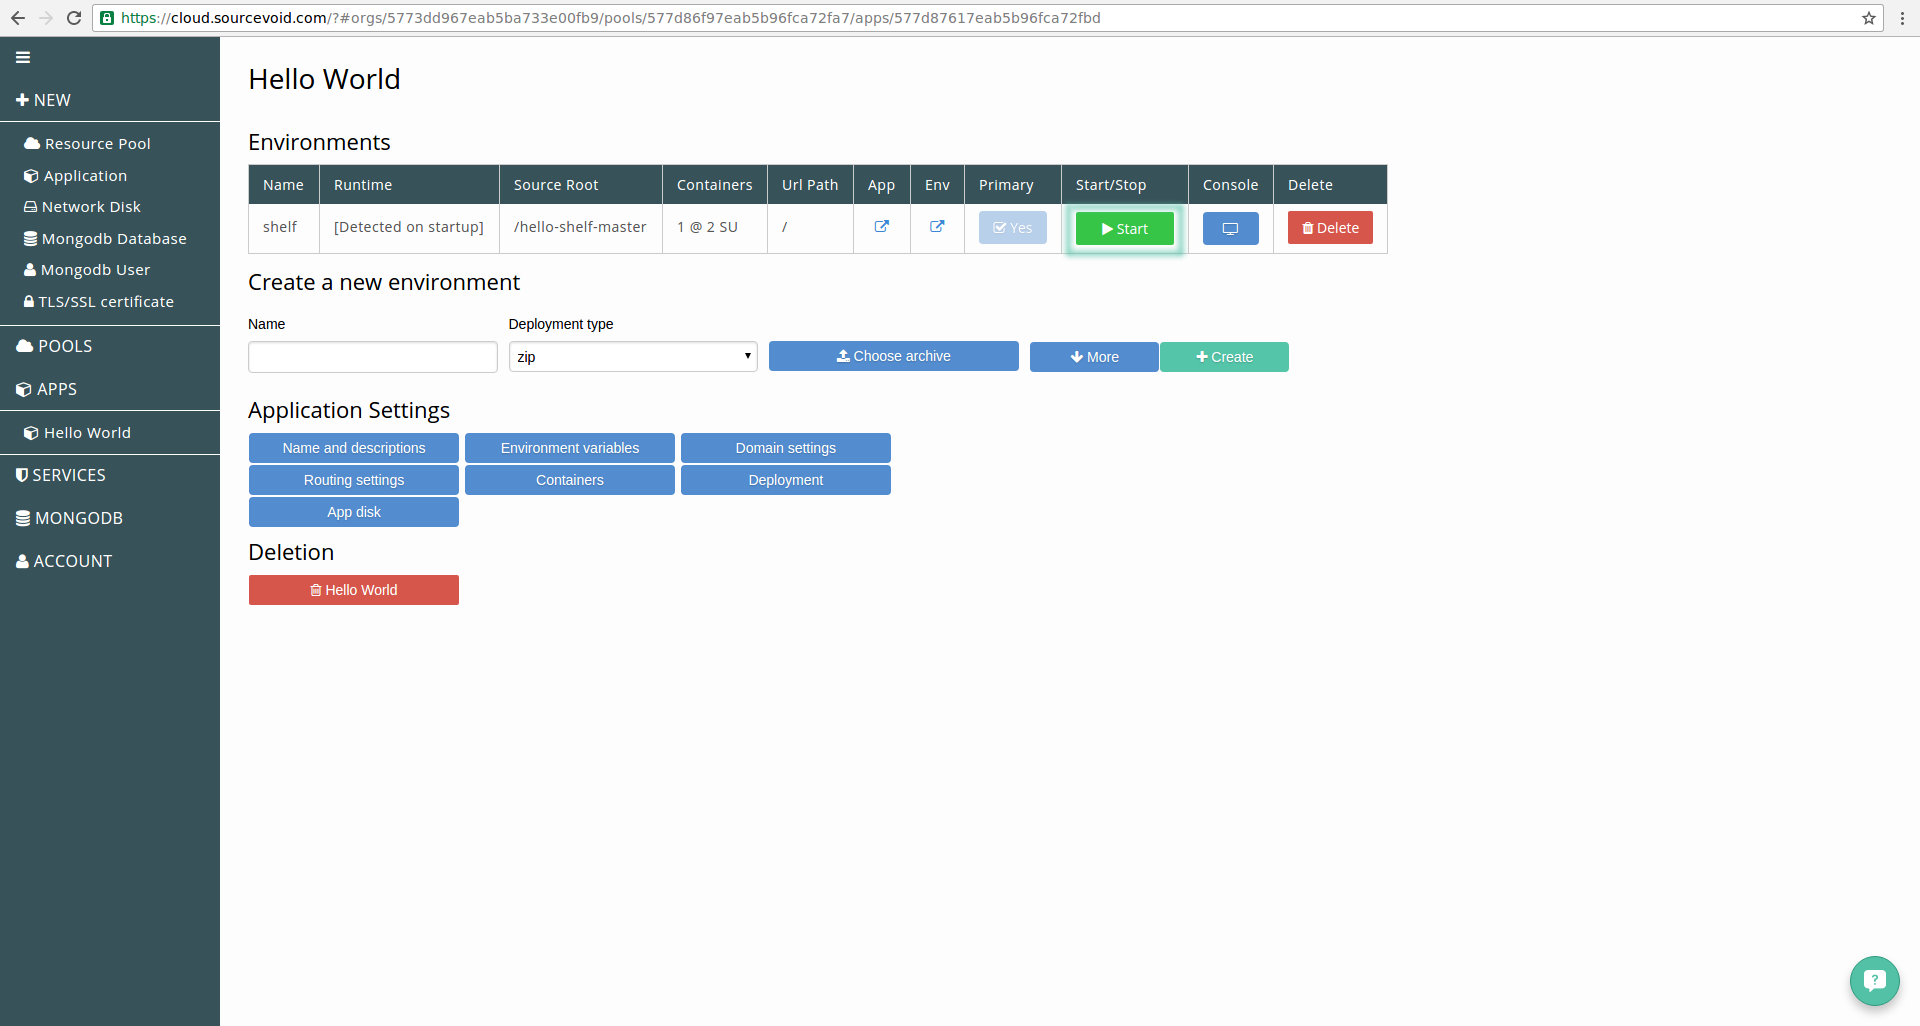 https://cloud.sourcevoid.com/?#orgs/5773dd967eab5ba733e00fb9/pools/577d86f97eab5b96fca72fa7/apps/577d87617eab5b96fca72fbd
NEW
Resource Pool
Application
Network Disk
Mongodb Database
Mongodb User
TLS/SSL certificate
POOLS
APPS
Hello World
SERVICES
MONGODB
ACCOUNT
Hello World
Environments
Name Runtime Source Root Containers Url Path App Env Primary Start/Stop Console Delete
shelf [Detected on startup] /hello-shelf-master 1 @ 2 SU / Yes Start Delete
Create a new environment
Name Deployment type
zip Choose archive More Create
Application Settings
Name and descriptions Environment variables Domain settings
Routing settings Containers Deployment
App disk
Deletion
Hello World
?